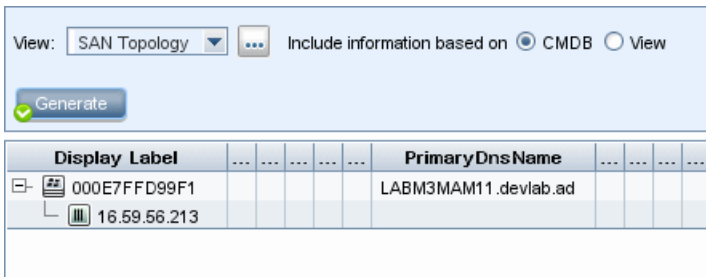 View: SAN Topology ... Include information based on CMDB View
Generate
Display Label ... ... ... ... ... PrimaryDnsName ... ... ... ...
000E7FFD99F1 LABM3MAM11.devlab.ad
16.59.56.213